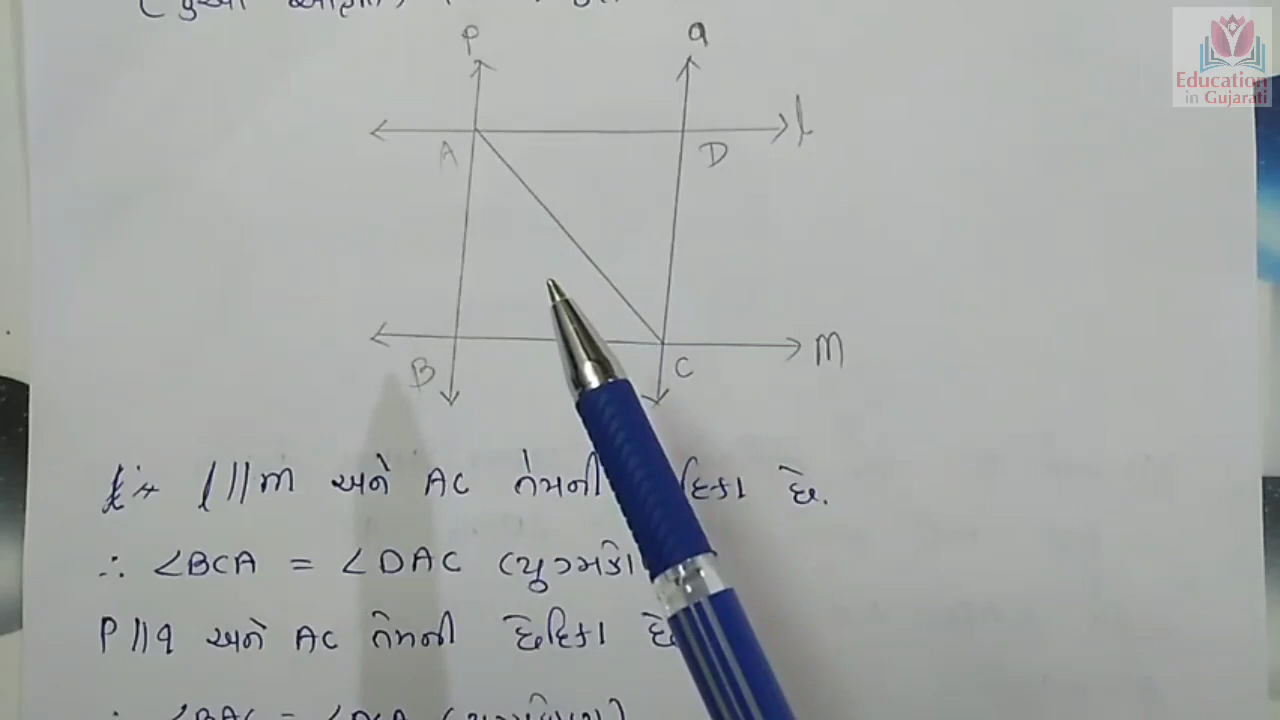 P
q
l
A
D
B
C
m
l || m અને AC તેમની છે.
∴ ∠BCA = ∠DAC (યુગ્મકો
P || q અને AC તેમની છેદિકા છે
Education
in Gujarati